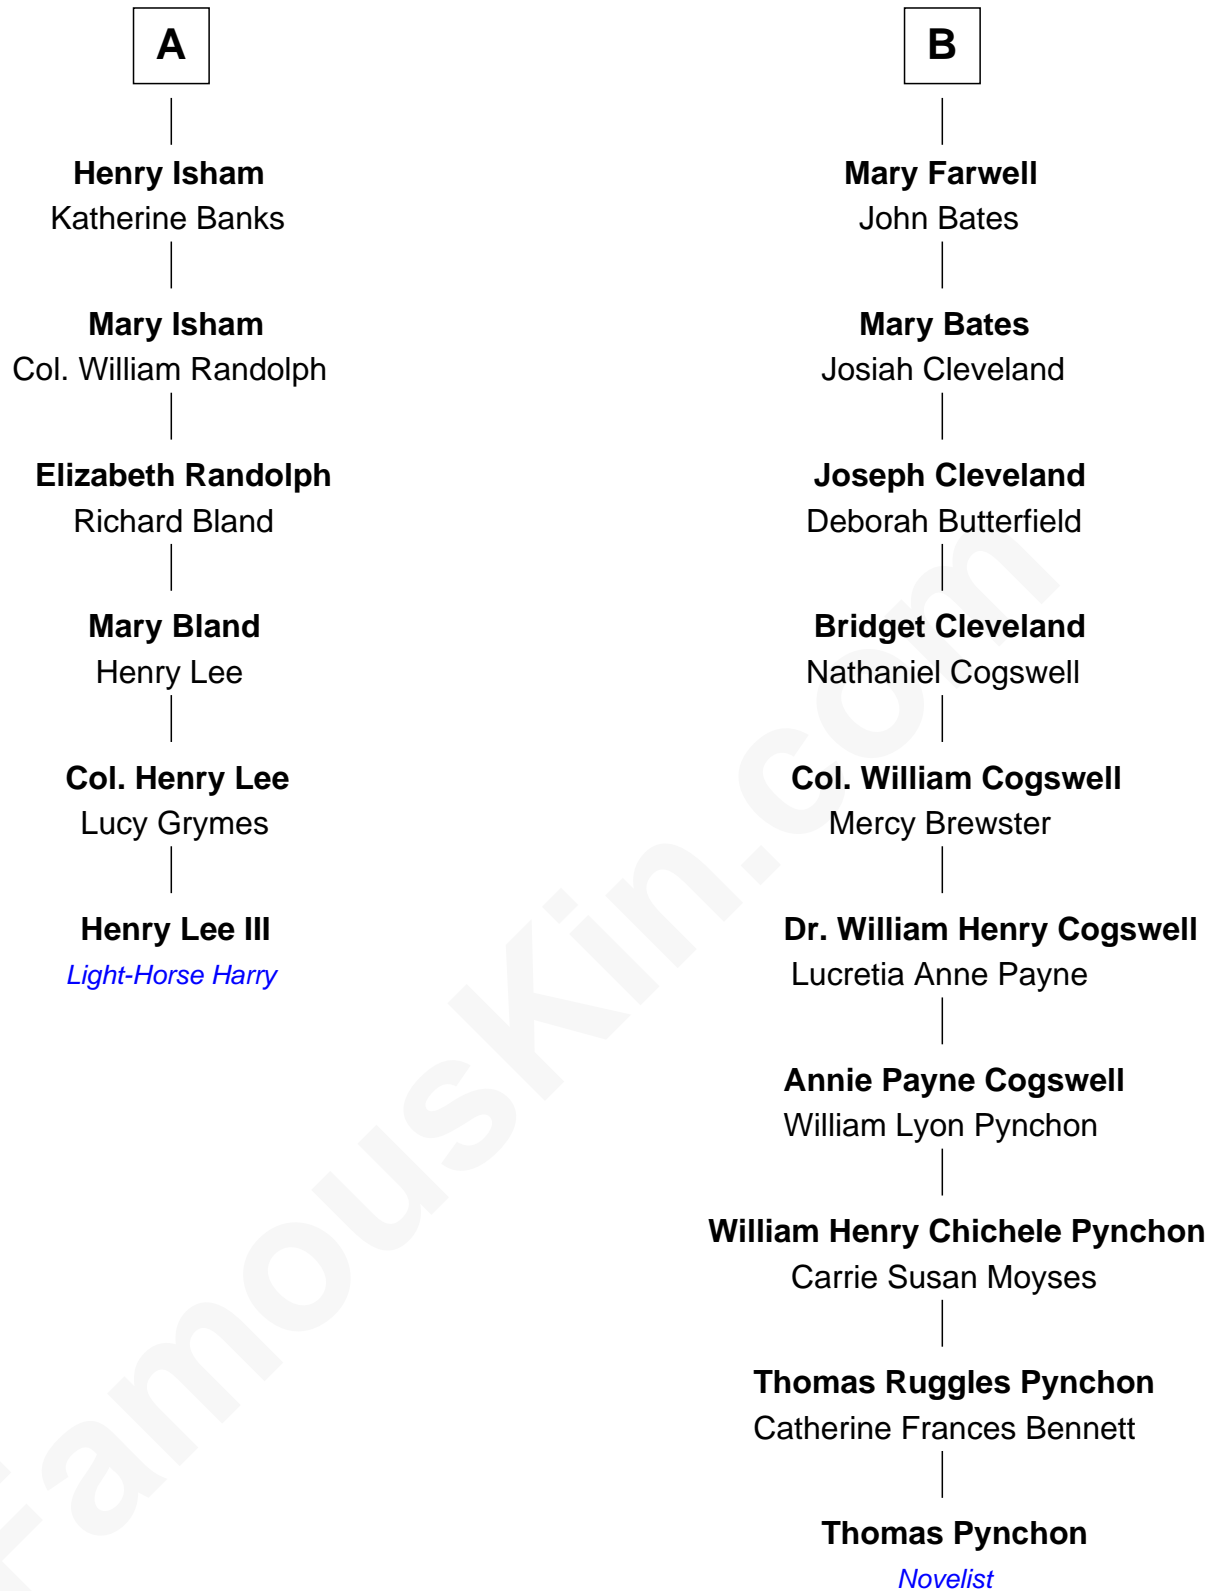 A
Henry Isham
Katherine Banks
Mary Isham
Col. William Randolph
Elizabeth Randolph
Richard Bland
Mary Bland
Henry Lee
Col. Henry Lee
Lucy Grymes
Henry Lee III
Light-Horse Harry
B
Mary Farwell
John Bates
Mary Bates
Josiah Cleveland
Joseph Cleveland
Deborah Butterfield
Bridget Cleveland
Nathaniel Cogswell
Col. William Cogswell
Mercy Brewster
Dr. William Henry Cogswell
Lucretia Anne Payne
Annie Payne Cogswell
William Lyon Pynchon
William Henry Chichele Pynchon
Carrie Susan Moyses
Thomas Ruggles Pynchon
Catherine Frances Bennett
Thomas Pynchon
Novelist
FamousKin.com